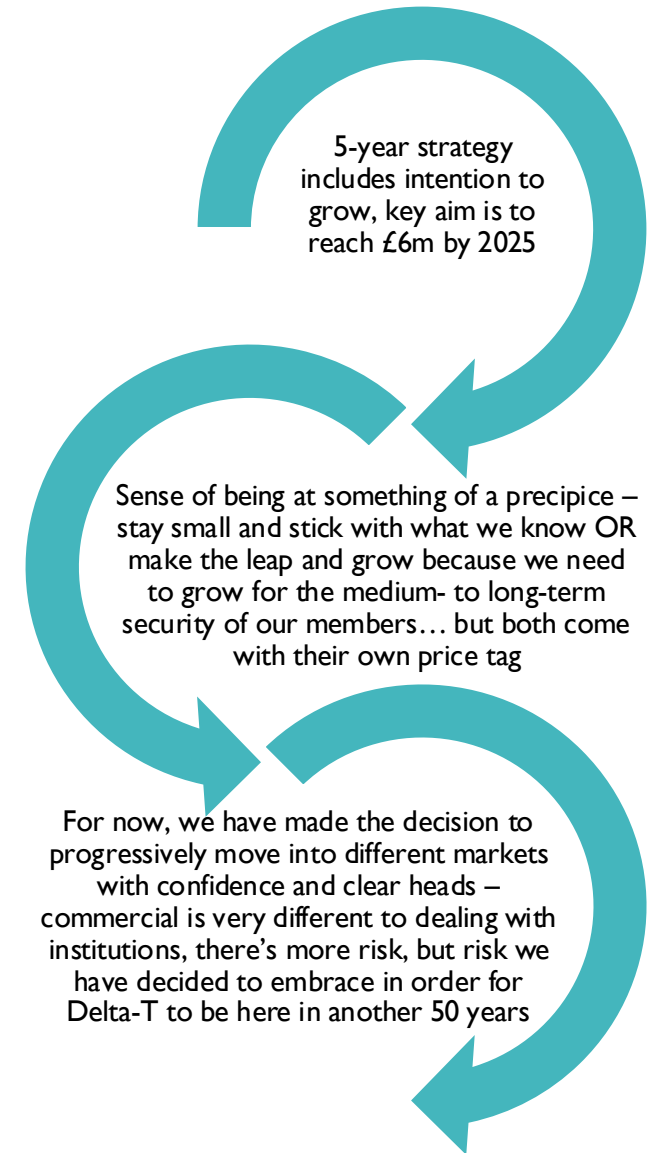 5-year strategy
includes intention to
grow, key aim is to
reach £6m by 2025
Sense of being at something of a precipice –
stay small and stick with what we know OR
make the leap and grow because we need
to grow for the medium- to long-term
security of our members… but both come
with their own price tag
For now, we have made the decision to
progressively move into different markets
with confidence and clear heads –
commercial is very different to dealing with
institutions, there’s more risk, but risk we
have decided to embrace in order for
Delta-T to be here in another 50 years